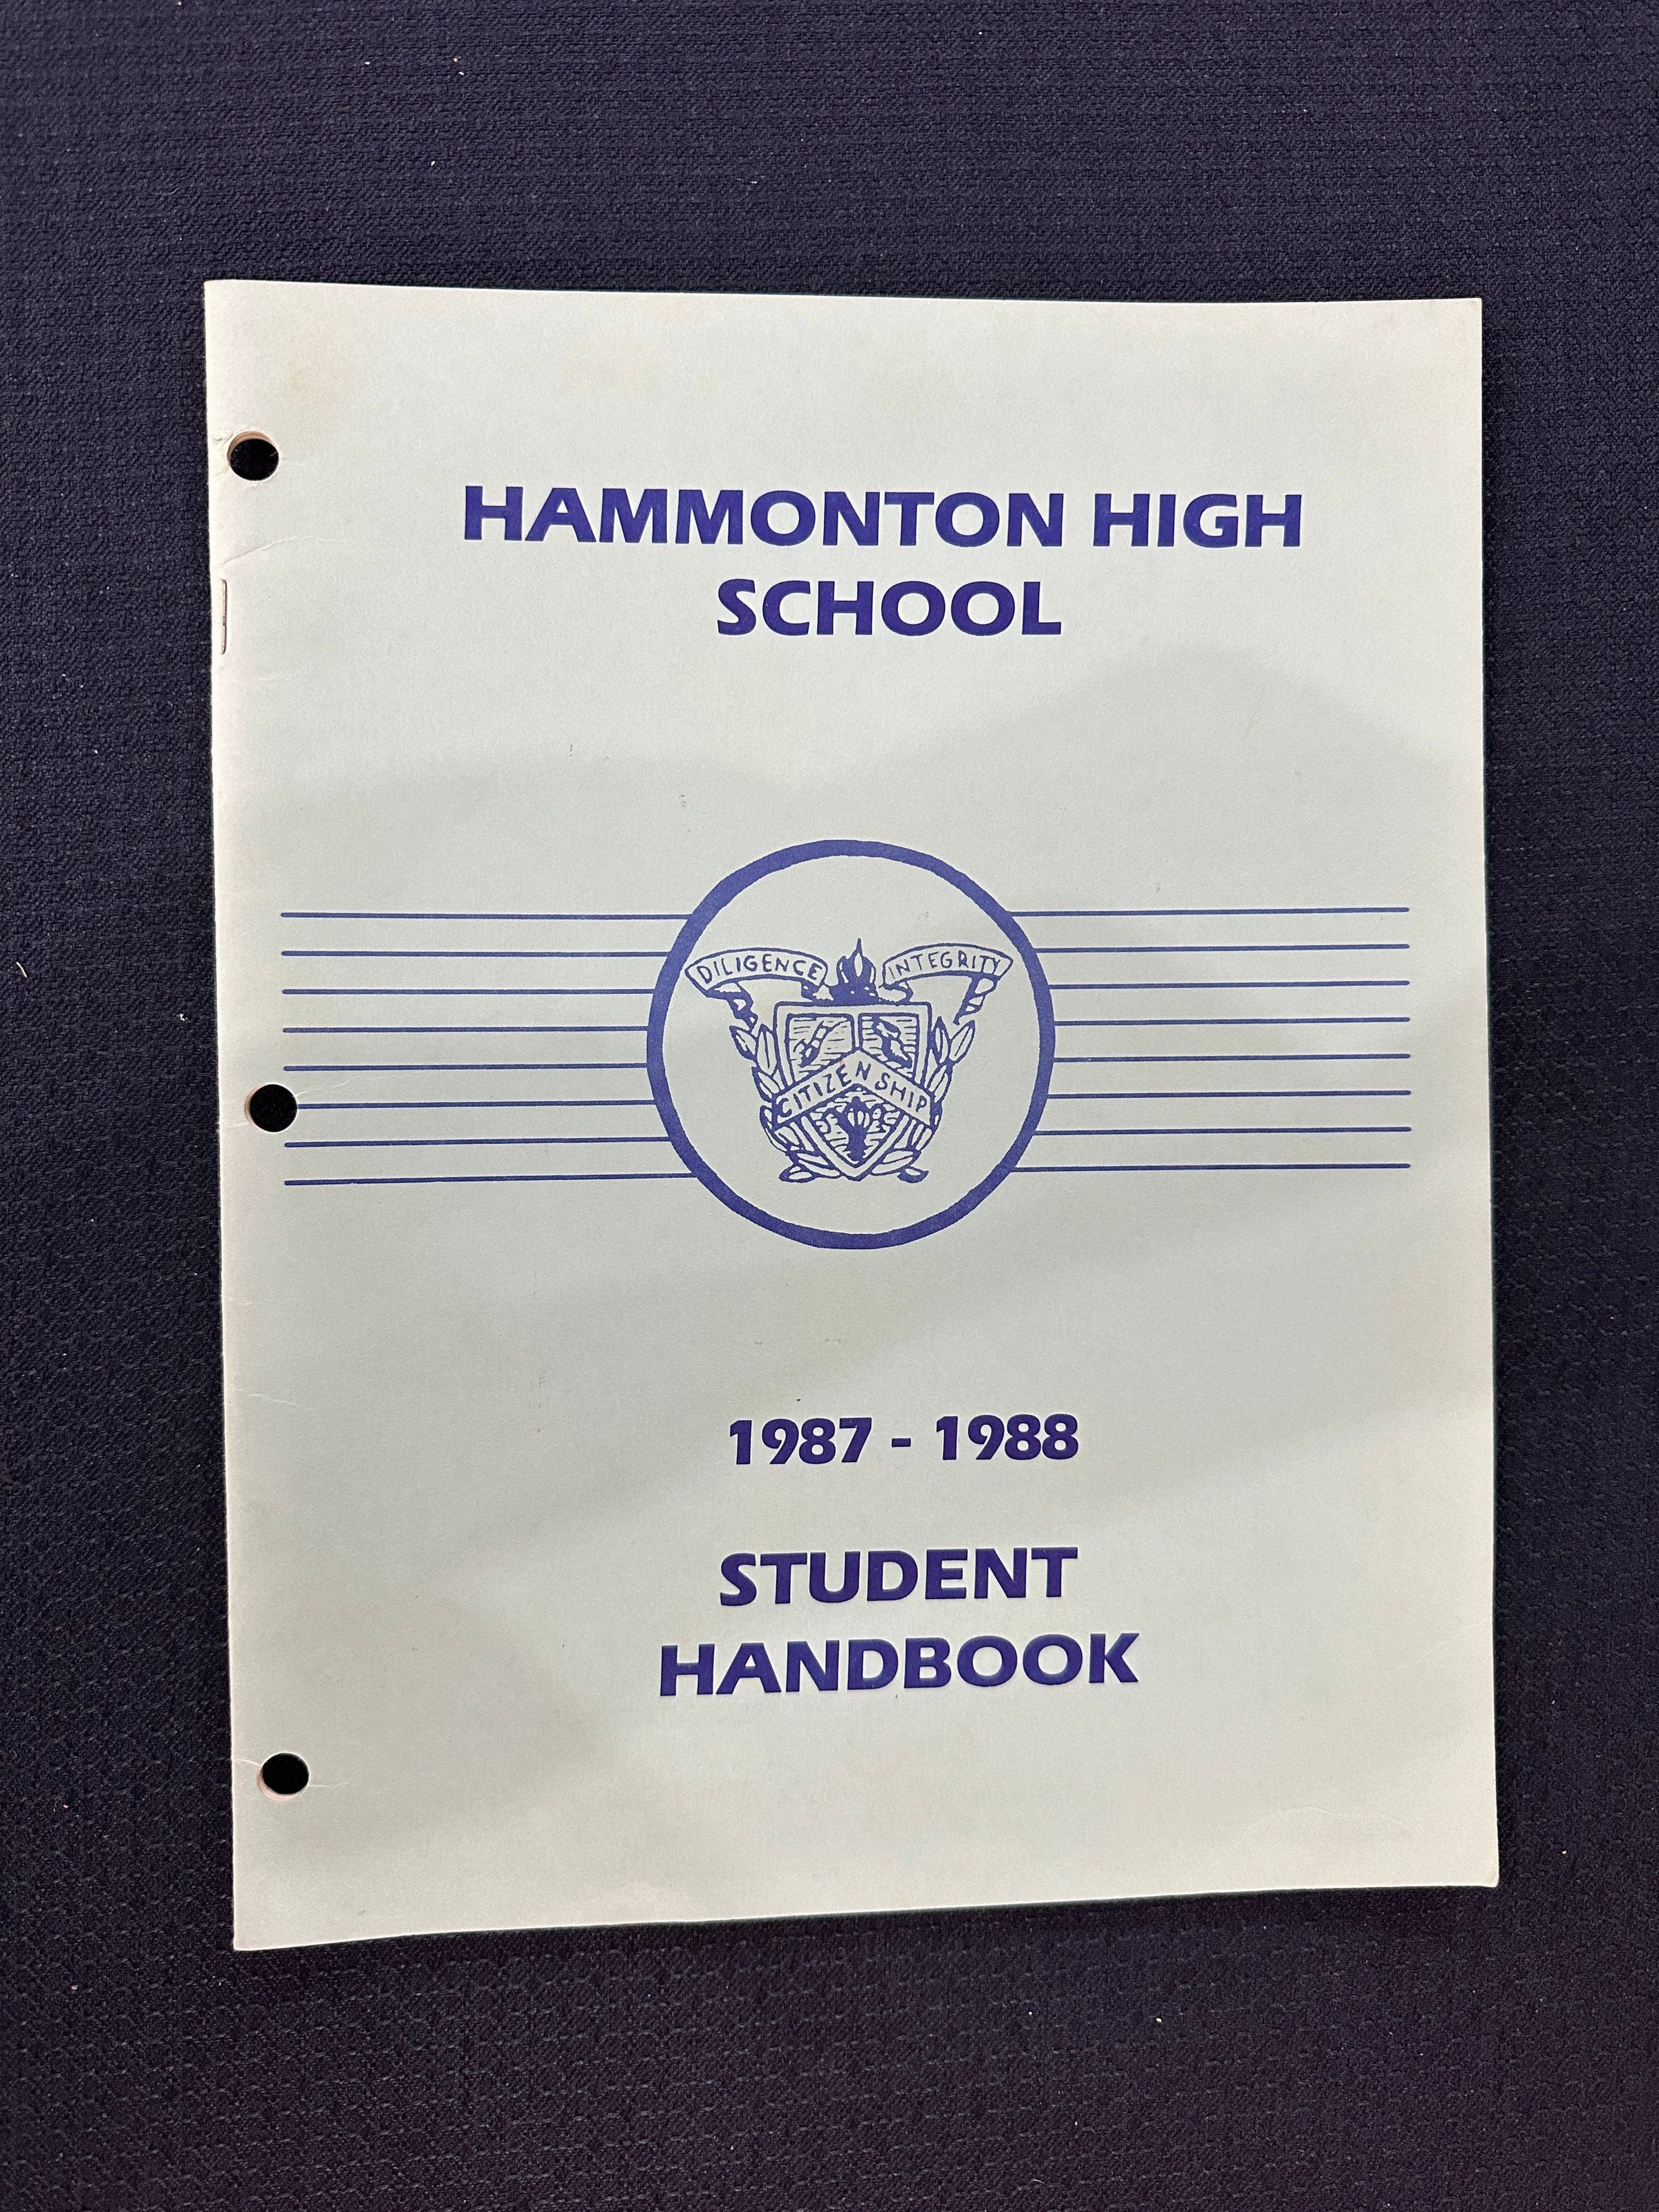 HAMMONTON HIGH
SCHOOL
DILIGENCE INTEGRITY
CITIZENSHIP
1987 - 1988
STUDENT
HANDBOOK